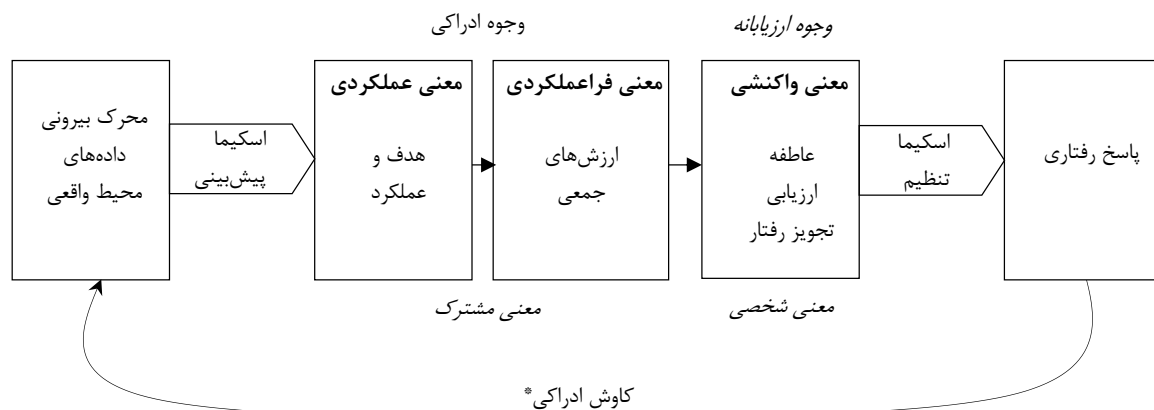 وجوه ادراکی
وجوه ارزیابانه
محرک بیرونی
داده‌های
محیط واقعی
اسکیما
پیش‌بینی
معنی عملکردی
هدف و
عملکرد
معنی فراعملکردی
ارزش‌های
جمعی
معنی واکنشی
عاطفه
ارزیابی
تجویز رفتار
اسکیما
تنظیم
پاسخ رفتاری
معنی مشترک
معنی شخصی
کاوش ادراکی*